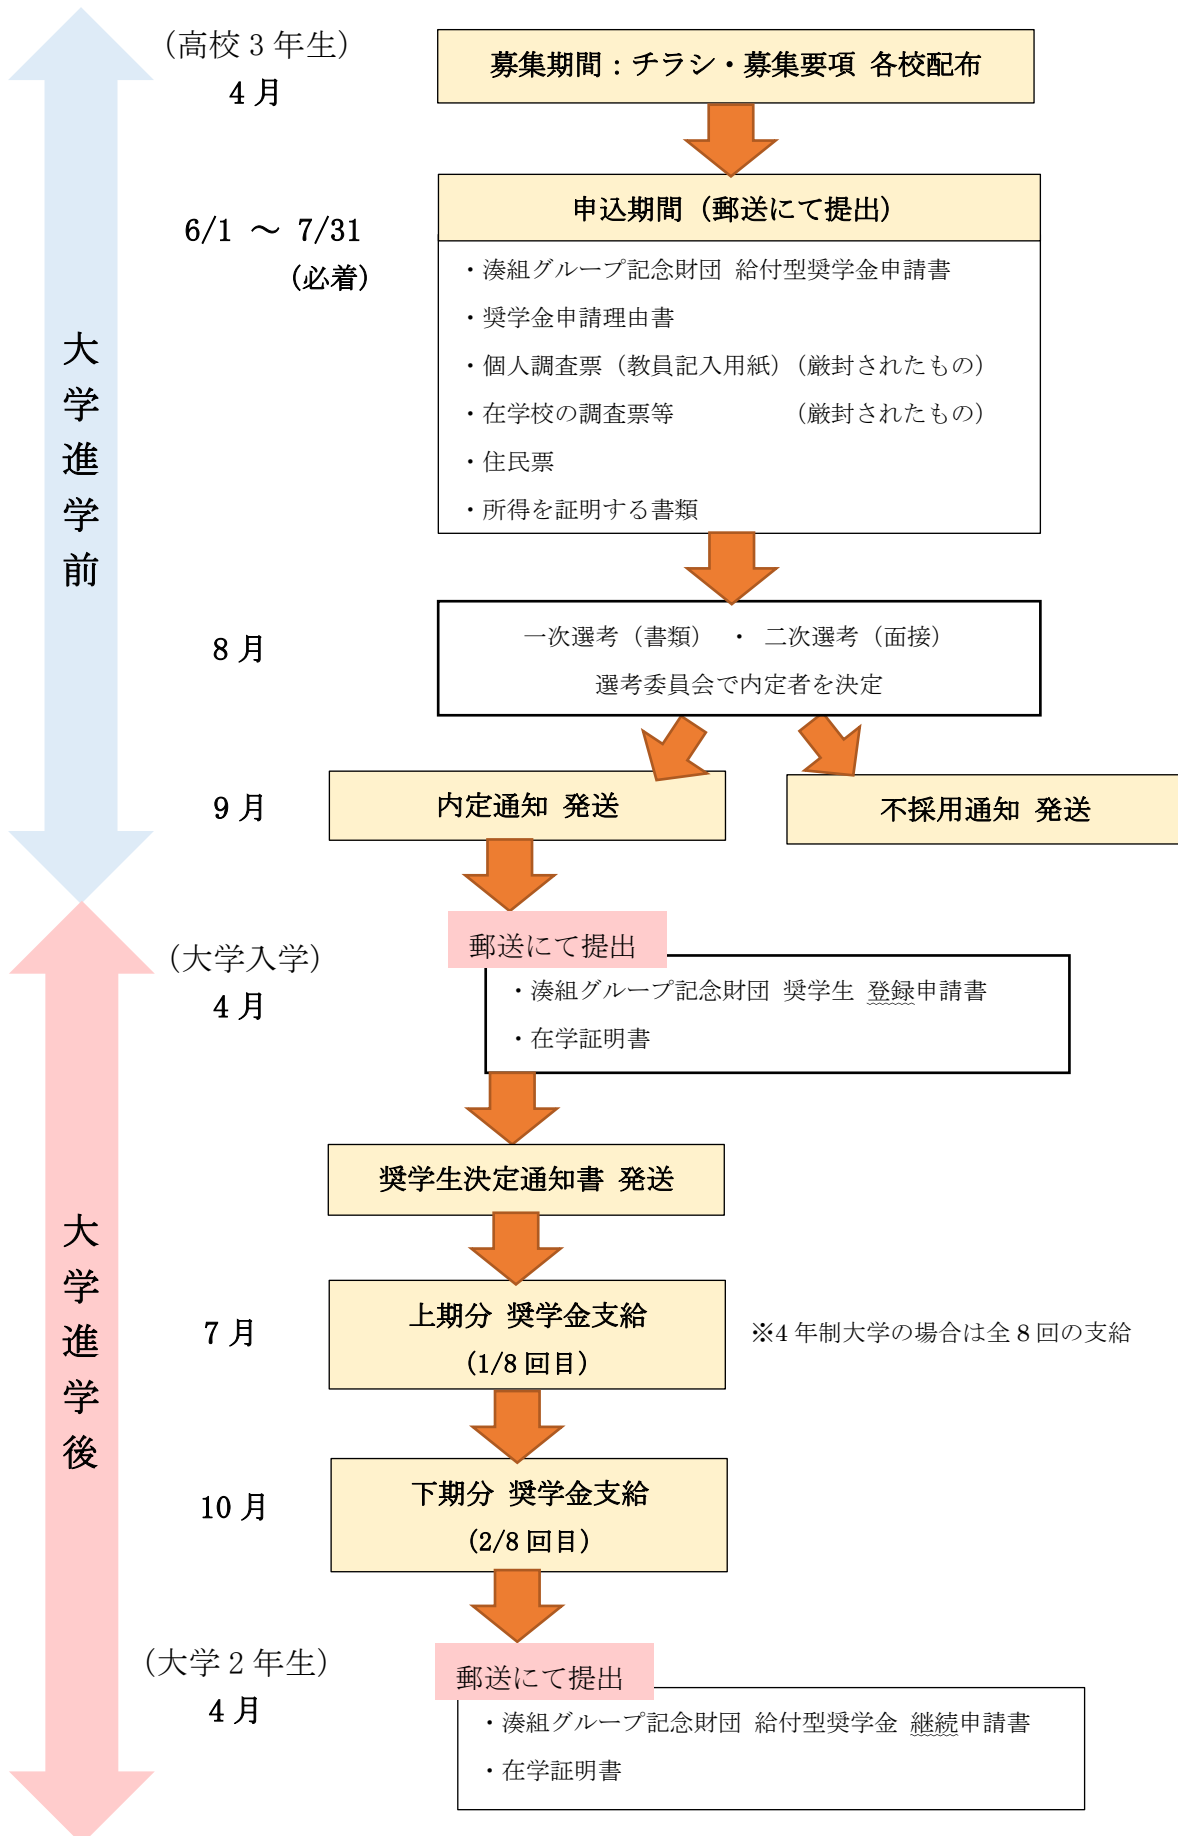 (高校3年生)
4月
募集期間：チラシ・募集要項 各校配布
6/1 ～ 7/31
(必着)
申込期間（郵送にて提出）
・湊組グループ記念財団 給付型奨学金申請書
・奨学金申請理由書
・個人調査票（教員記入用紙）（厳封されたもの）
・在学校の調査票等 （厳封されたもの）
・住民票
・所得を証明する書類
大学進学前
8月
一次選考（書類） ・ 二次選考（面接）
選考委員会で内定者を決定
9月
内定通知 発送
不採用通知 発送
(大学入学)
4月
郵送にて提出
・湊組グループ記念財団 奨学生 登録申請書
・在学証明書
奨学生決定通知書 発送
大学進学後
7月
上期分 奨学金支給
(1/8回目)
※4年制大学の場合は全8回の支給
10月
下期分 奨学金支給
(2/8回目)
(大学2年生)
4月
郵送にて提出
・湊組グループ記念財団 給付型奨学金 継続申請書
・在学証明書